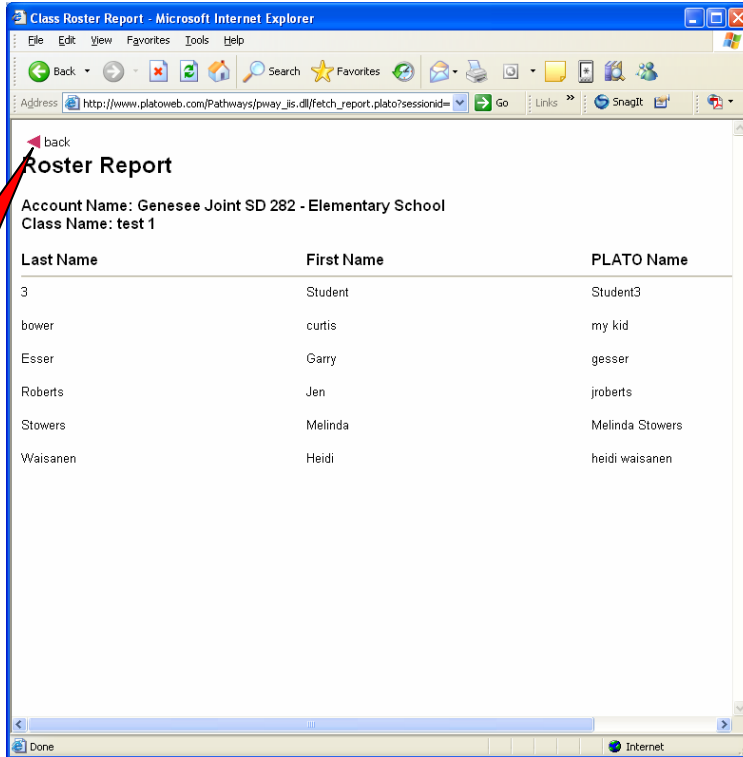 Class Roster Report - Microsoft Internet Explorer
File Edit View Favorites Tools Help
Back Search Favorites
Address http://www.platoweb.com/Pathways/pway_iis.dll/fetch_report.plato?sessionid= Go Links » SnagIt
back
Roster Report
Account Name: Genesee Joint SD 282 - Elementary School
Class Name: test 1
Last Name First Name PLATO Name
3 Student Student3
bower curtis my kid
Esser Garry gesser
Roberts Jen jroberts
Stowers Melinda Melinda Stowers
Waisanen Heidi heidi waisanen
Done Internet